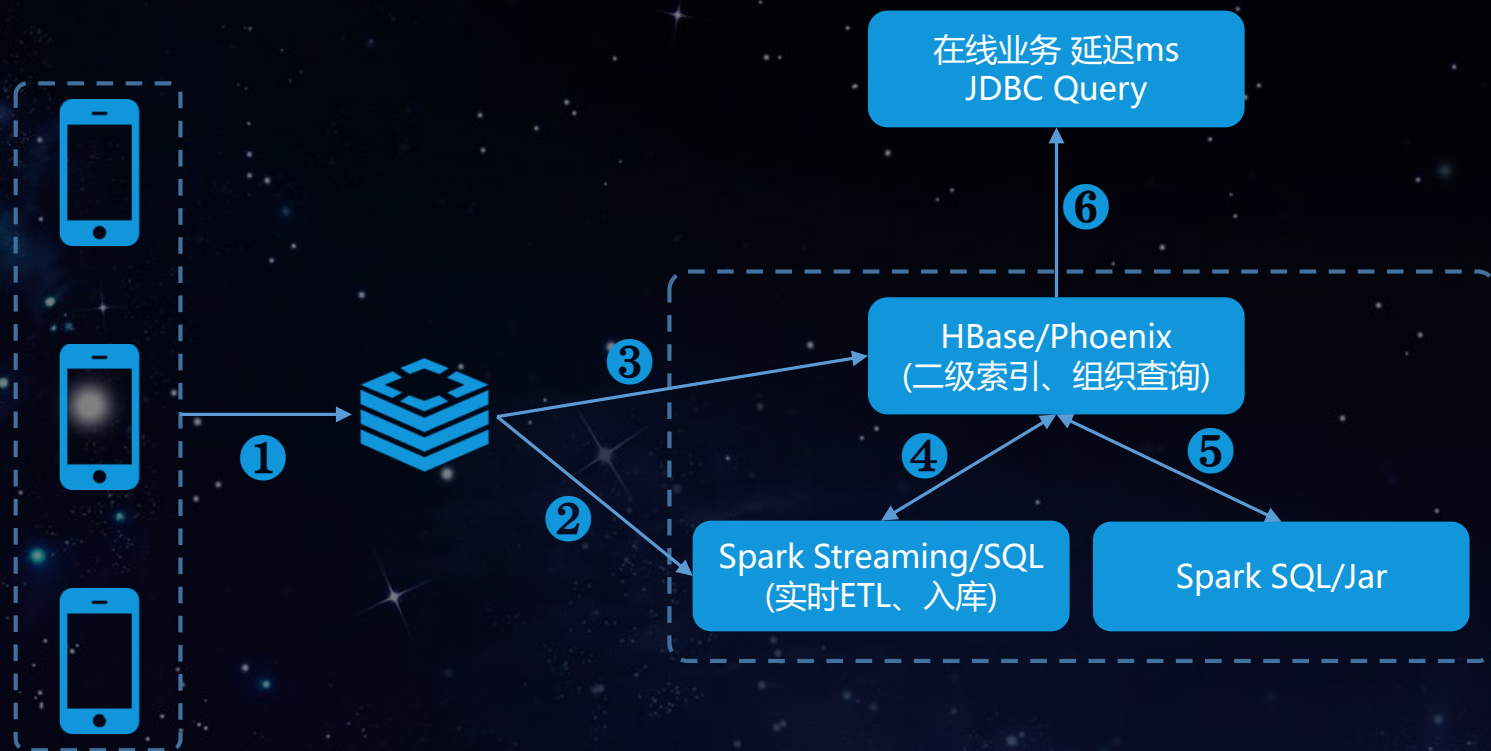 在线业务 延迟ms
JDBC Query
❻
HBase/Phoenix
(二级索引、组织查询)
❸
❶
❹
❺
❷
Spark Streaming/SQL
(实时ETL、入库)
Spark SQL/Jar